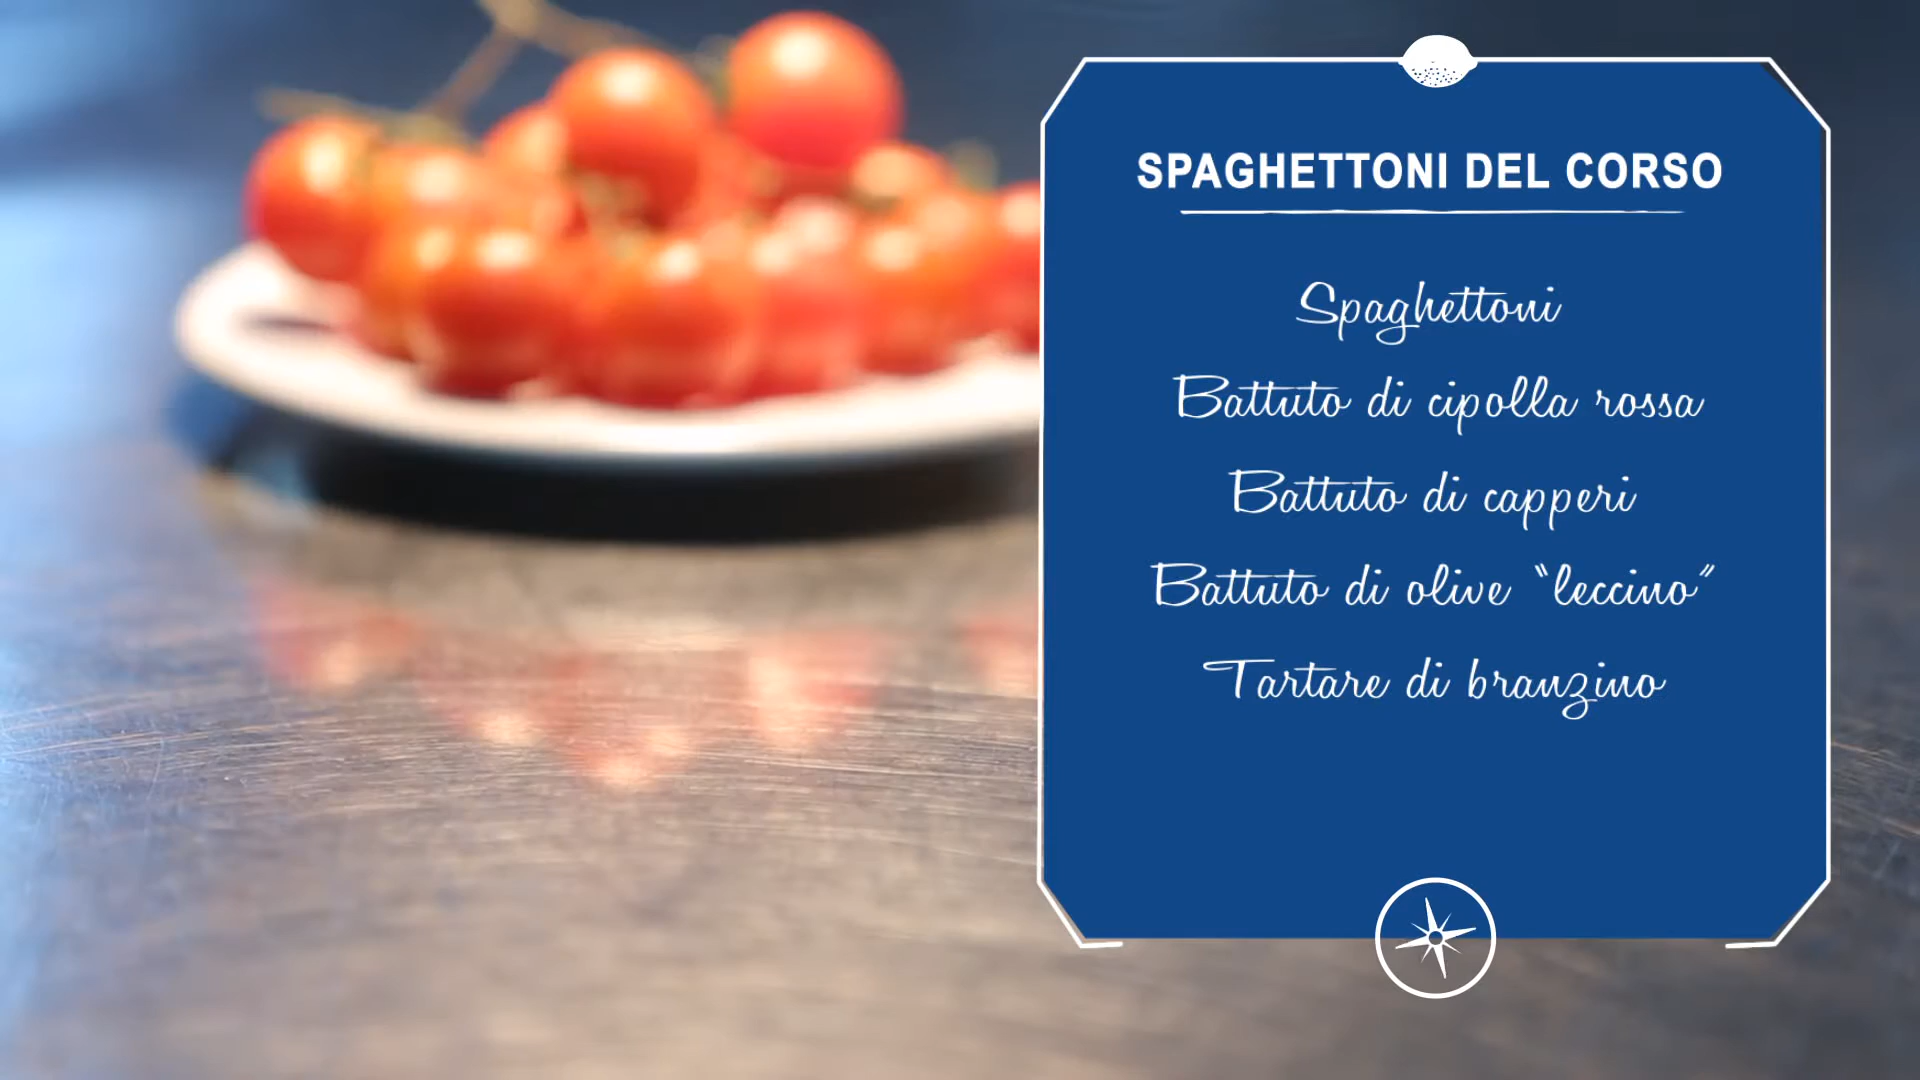 SPAGHETTONI DEL CORSO
Spaghettoni
Battuto di cipolla rossa
Battuto di capperi
Battuto di olive “leccino”
Tartare di branzino